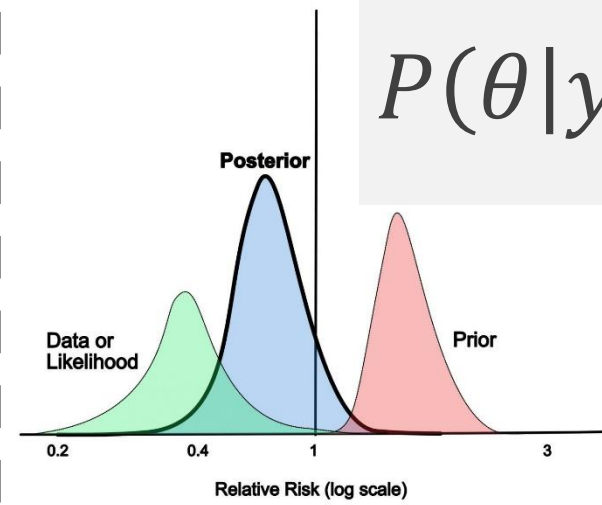 P(θ|y
Posterior
Data or
Likelihood
Prior
0.2 0.4 1 3
Relative Risk (log scale)